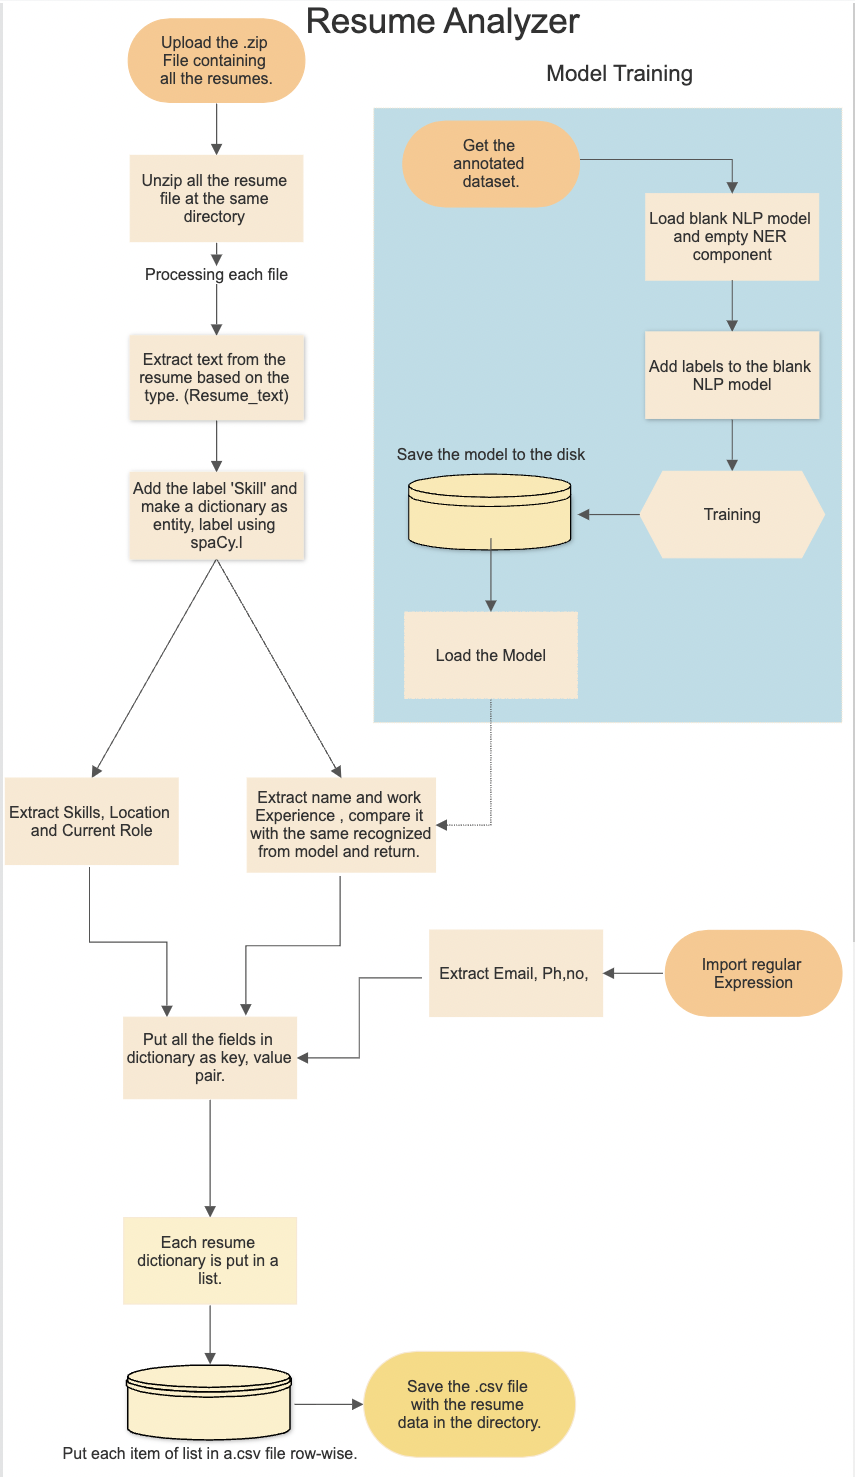 Resume Analyzer
Upload the .zip
File containing
all the resumes.
Unzip all the resume
file at the same
directory
Processing each file
Extract text from the
resume based on the
type. (Resume_text)
Add the label 'Skill' and
make a dictionary as
entity, label using
spaCy.l
Model Training
Get the
annotated
dataset.
Load blank NLP model
and empty NER
component
Add labels to the blank
NLP model
Training
Save the model to the disk
Load the Model
Extract Skills, Location
and Current Role
Extract name and work
Experience , compare it
with the same recognized
from model and return.
Import regular
Expression
Extract Email, Ph,no,
Put all the fields in
dictionary as key, value
pair.
Each resume
dictionary is put in a
list.
Put each item of list in a.csv file row-wise.
Save the .csv file
with the resume
data in the directory.